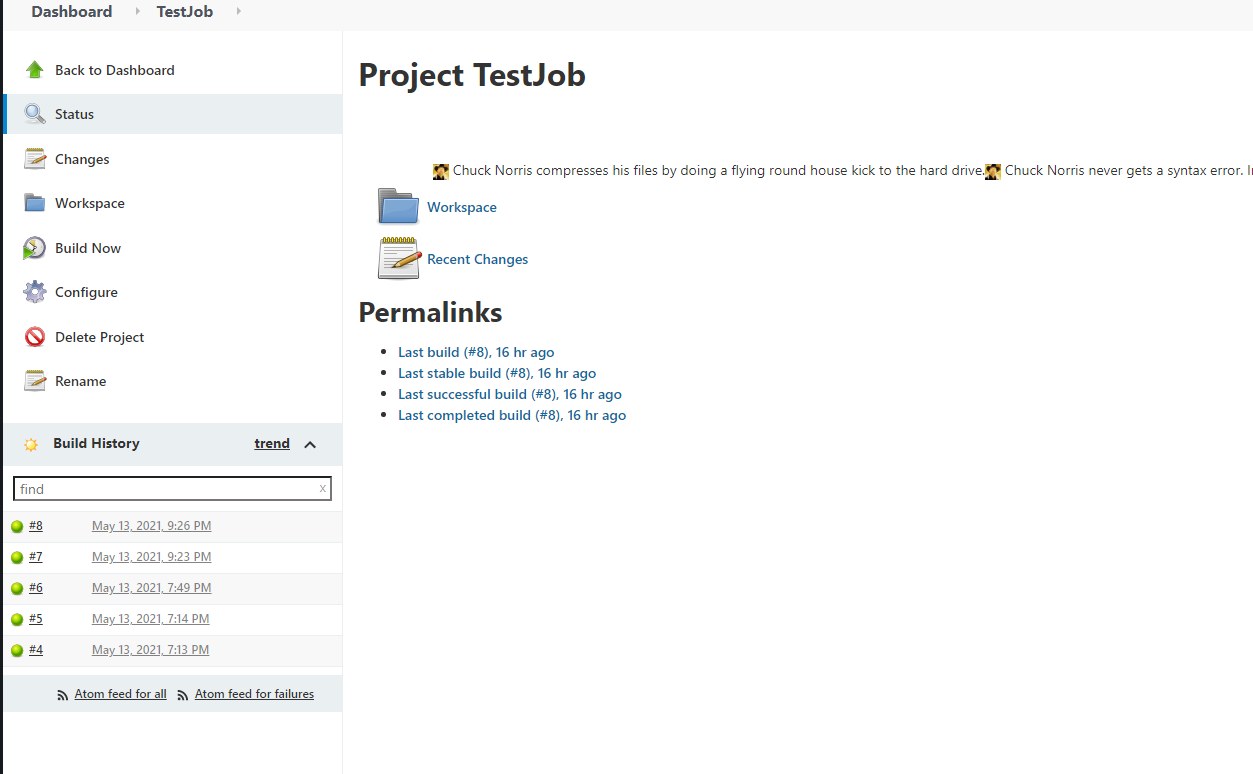 Dashboard TestJob
Back to Dashboard
Status
Changes
Workspace
Build Now
Configure
Delete Project
Rename
Build History trend
find x
#8 May 13, 2021, 9:26 PM
#7 May 13, 2021, 9:23 PM
#6 May 13, 2021, 7:49 PM
#5 May 13, 2021, 7:14 PM
#4 May 13, 2021, 7:13 PM
Atom feed for all Atom feed for failures
Project TestJob
Chuck Norris compresses his files by doing a flying round house kick to the hard drive. Chuck Norris never gets a syntax error.
Workspace
Recent Changes
Permalinks
Last build (#8), 16 hr ago
Last stable build (#8), 16 hr ago
Last successful build (#8), 16 hr ago
Last completed build (#8), 16 hr ago